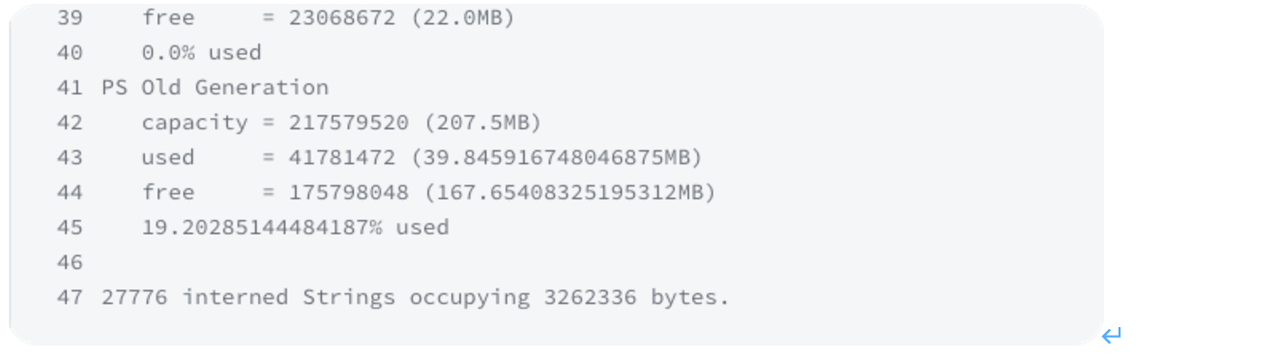 39    free     = 23068672 (22.0MB)
40    0.0% used
41 PS Old Generation
42    capacity = 217579520 (207.5MB)
43    used     = 41781472 (39.845916748046875MB)
44    free     = 175798048 (167.65408325195312MB)
45    19.20285144484187% used
46
47 27776 interned Strings occupying 3262336 bytes.